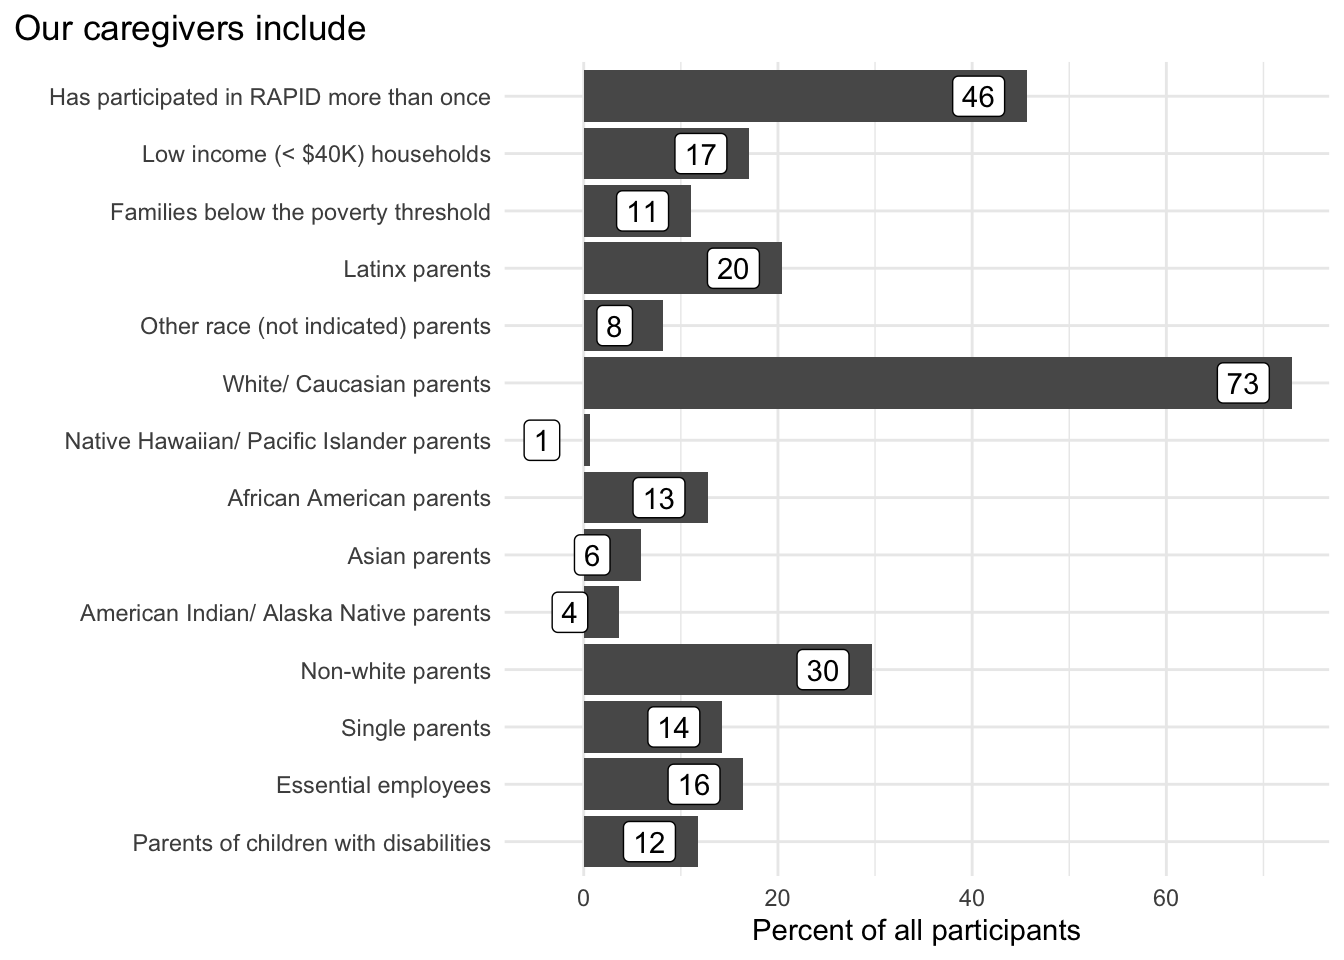 Our caregivers include
Has participated in RAPID more than once
46
Low income (< $40K) households
17
Families below the poverty threshold
11
Latinx parents
20
Other race (not indicated) parents
8
White/ Caucasian parents
73
Native Hawaiian/ Pacific Islander parents
1
African American parents
13
Asian parents
6
American Indian/ Alaska Native parents
4
Non-white parents
30
Single parents
14
Essential employees
16
Parents of children with disabilities
12
0 20 40 60
Percent of all participants